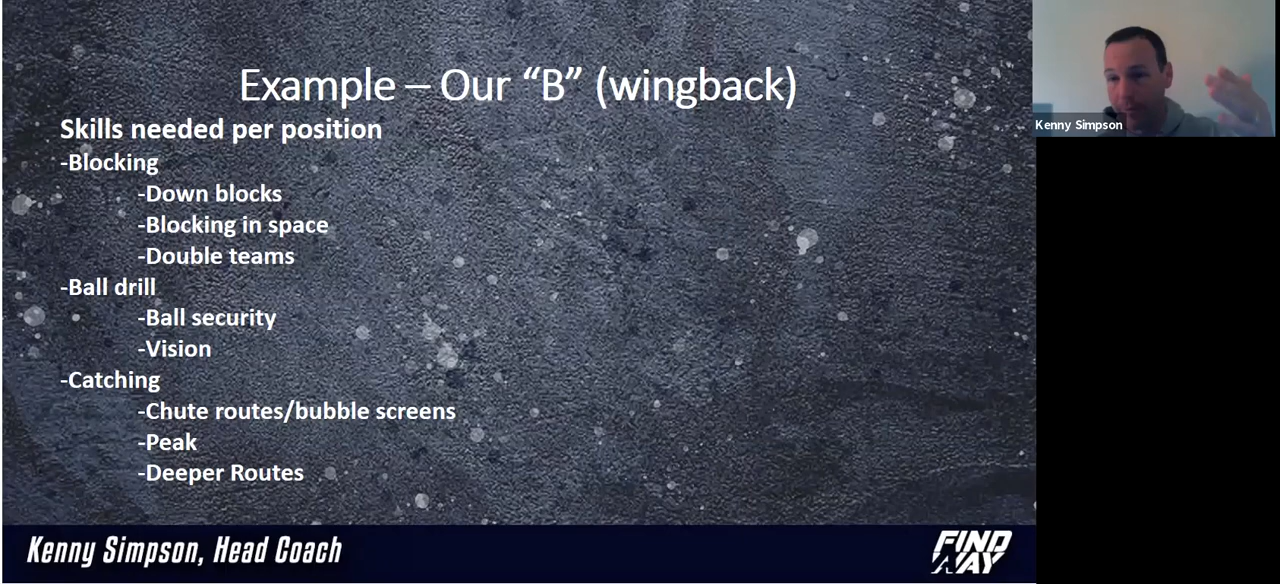 Example – Our “B” (wingback)
Skills needed per position
-Blocking
-Down blocks
-Blocking in space
-Double teams
-Ball drill
-Ball security
-Vision
-Catching
-Chute routes/bubble screens
-Peak
-Deeper Routes
Kenny Simpson, Head Coach
FIND
WAY
Kenny Simpson